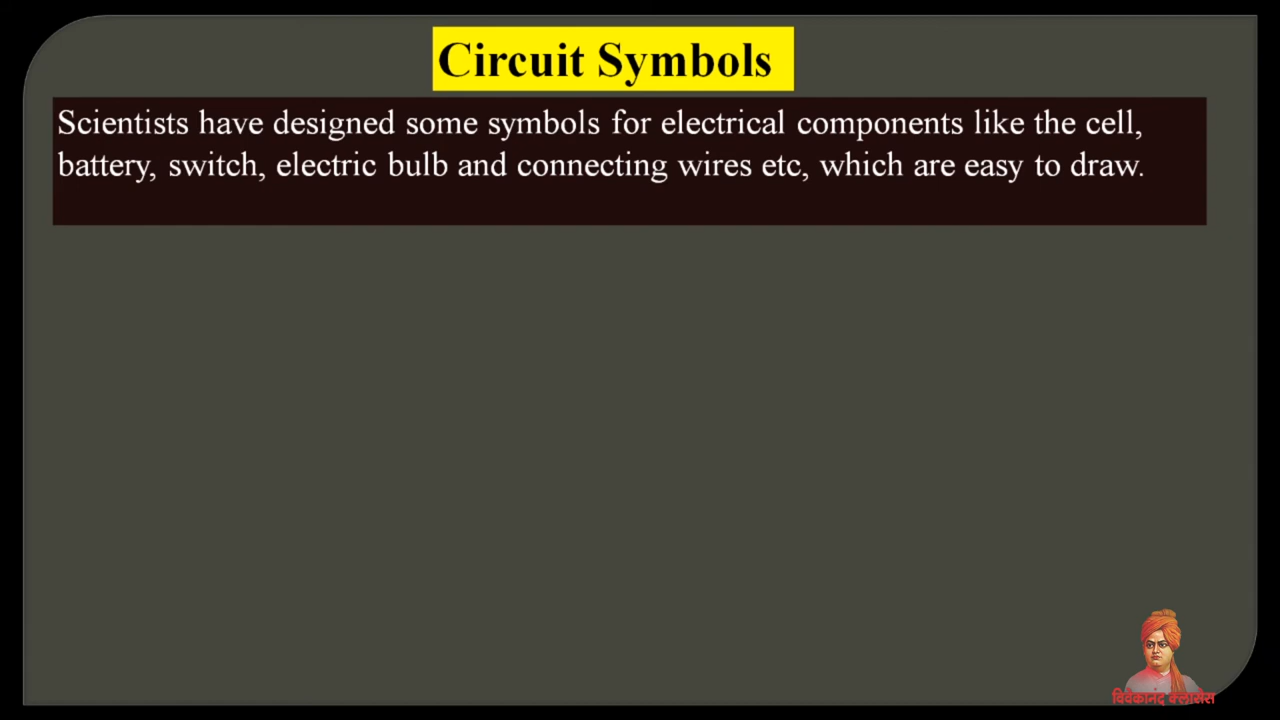 Circuit Symbols
Scientists have designed some symbols for electrical components like the cell,
battery, switch, electric bulb and connecting wires etc, which are easy to draw.
विवेकानंद क्लासेस